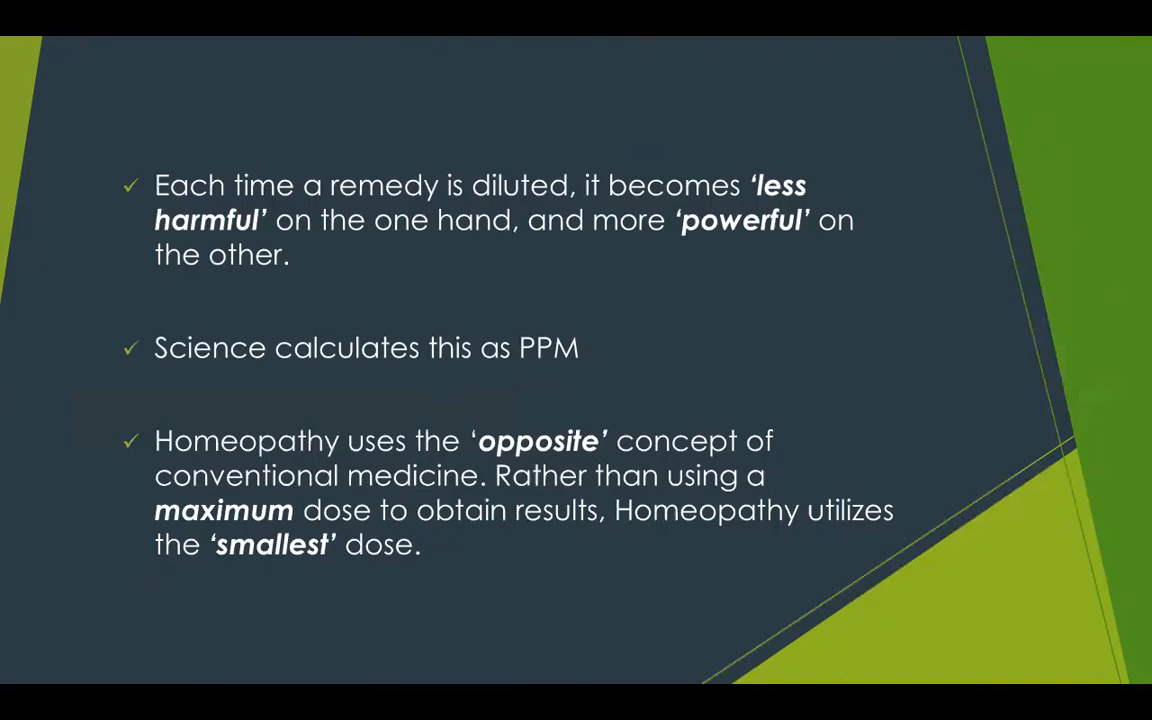 Each time a remedy is diluted, it becomes ‘less
harmful’ on the one hand, and more ‘powerful’ on
the other.
Science calculates this as PPM
Homeopathy uses the ‘opposite’ concept of
conventional medicine. Rather than using a
maximum dose to obtain results, Homeopathy utilizes
the ‘smallest’ dose.